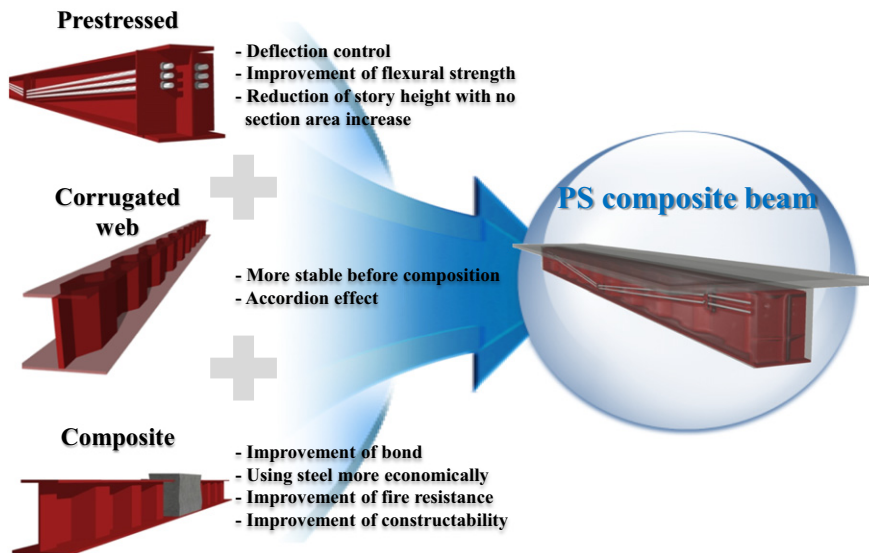 Prestressed
- Deflection control
- Improvement of flexural strength
- Reduction of story height with no
section area increase
Corrugated
web
- More stable before composition
- Accordion effect
Composite
- Improvement of bond
- Using steel more economically
- Improvement of fire resistance
- Improvement of constructability
PS composite beam